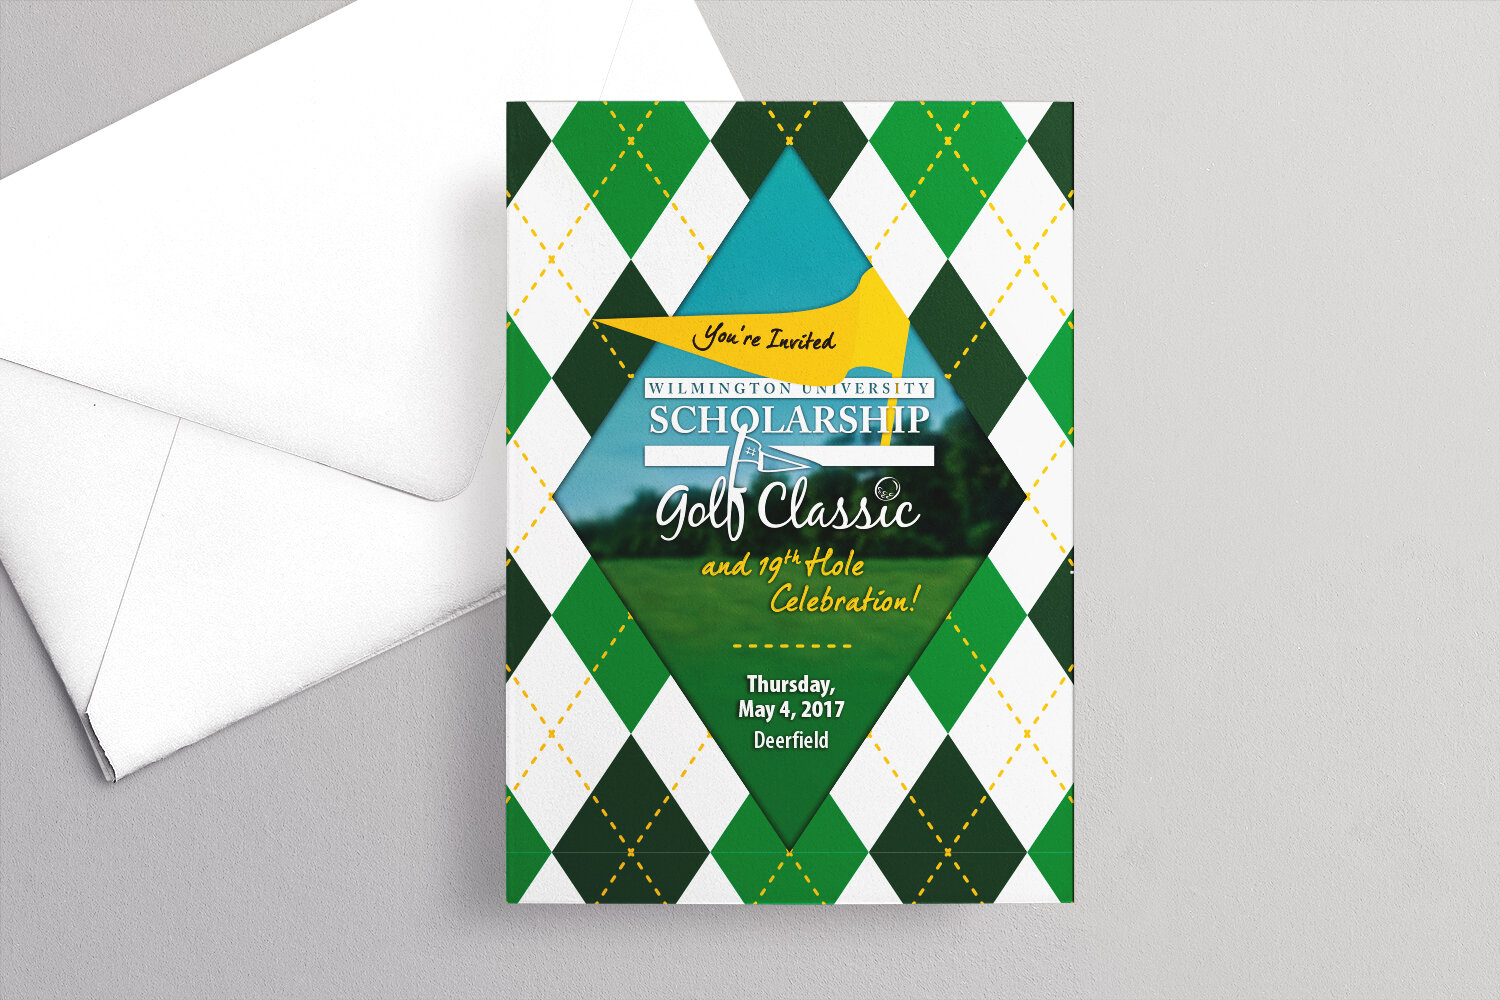 You're Invited
WILMINGTON UNIVERSITY
SCHOLARSHIP
Golf Classic
and 19th Hole
Celebration!
Thursday,
May 4, 2017
Deerfield